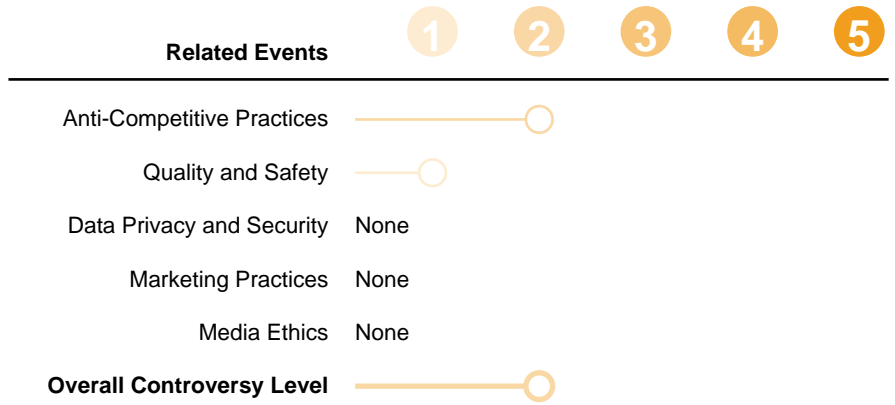 Related Events 1 2 3 4 5
Anti-Competitive Practices
Quality and Safety
Data Privacy and Security None
Marketing Practices None
Media Ethics None
Overall Controversy Level